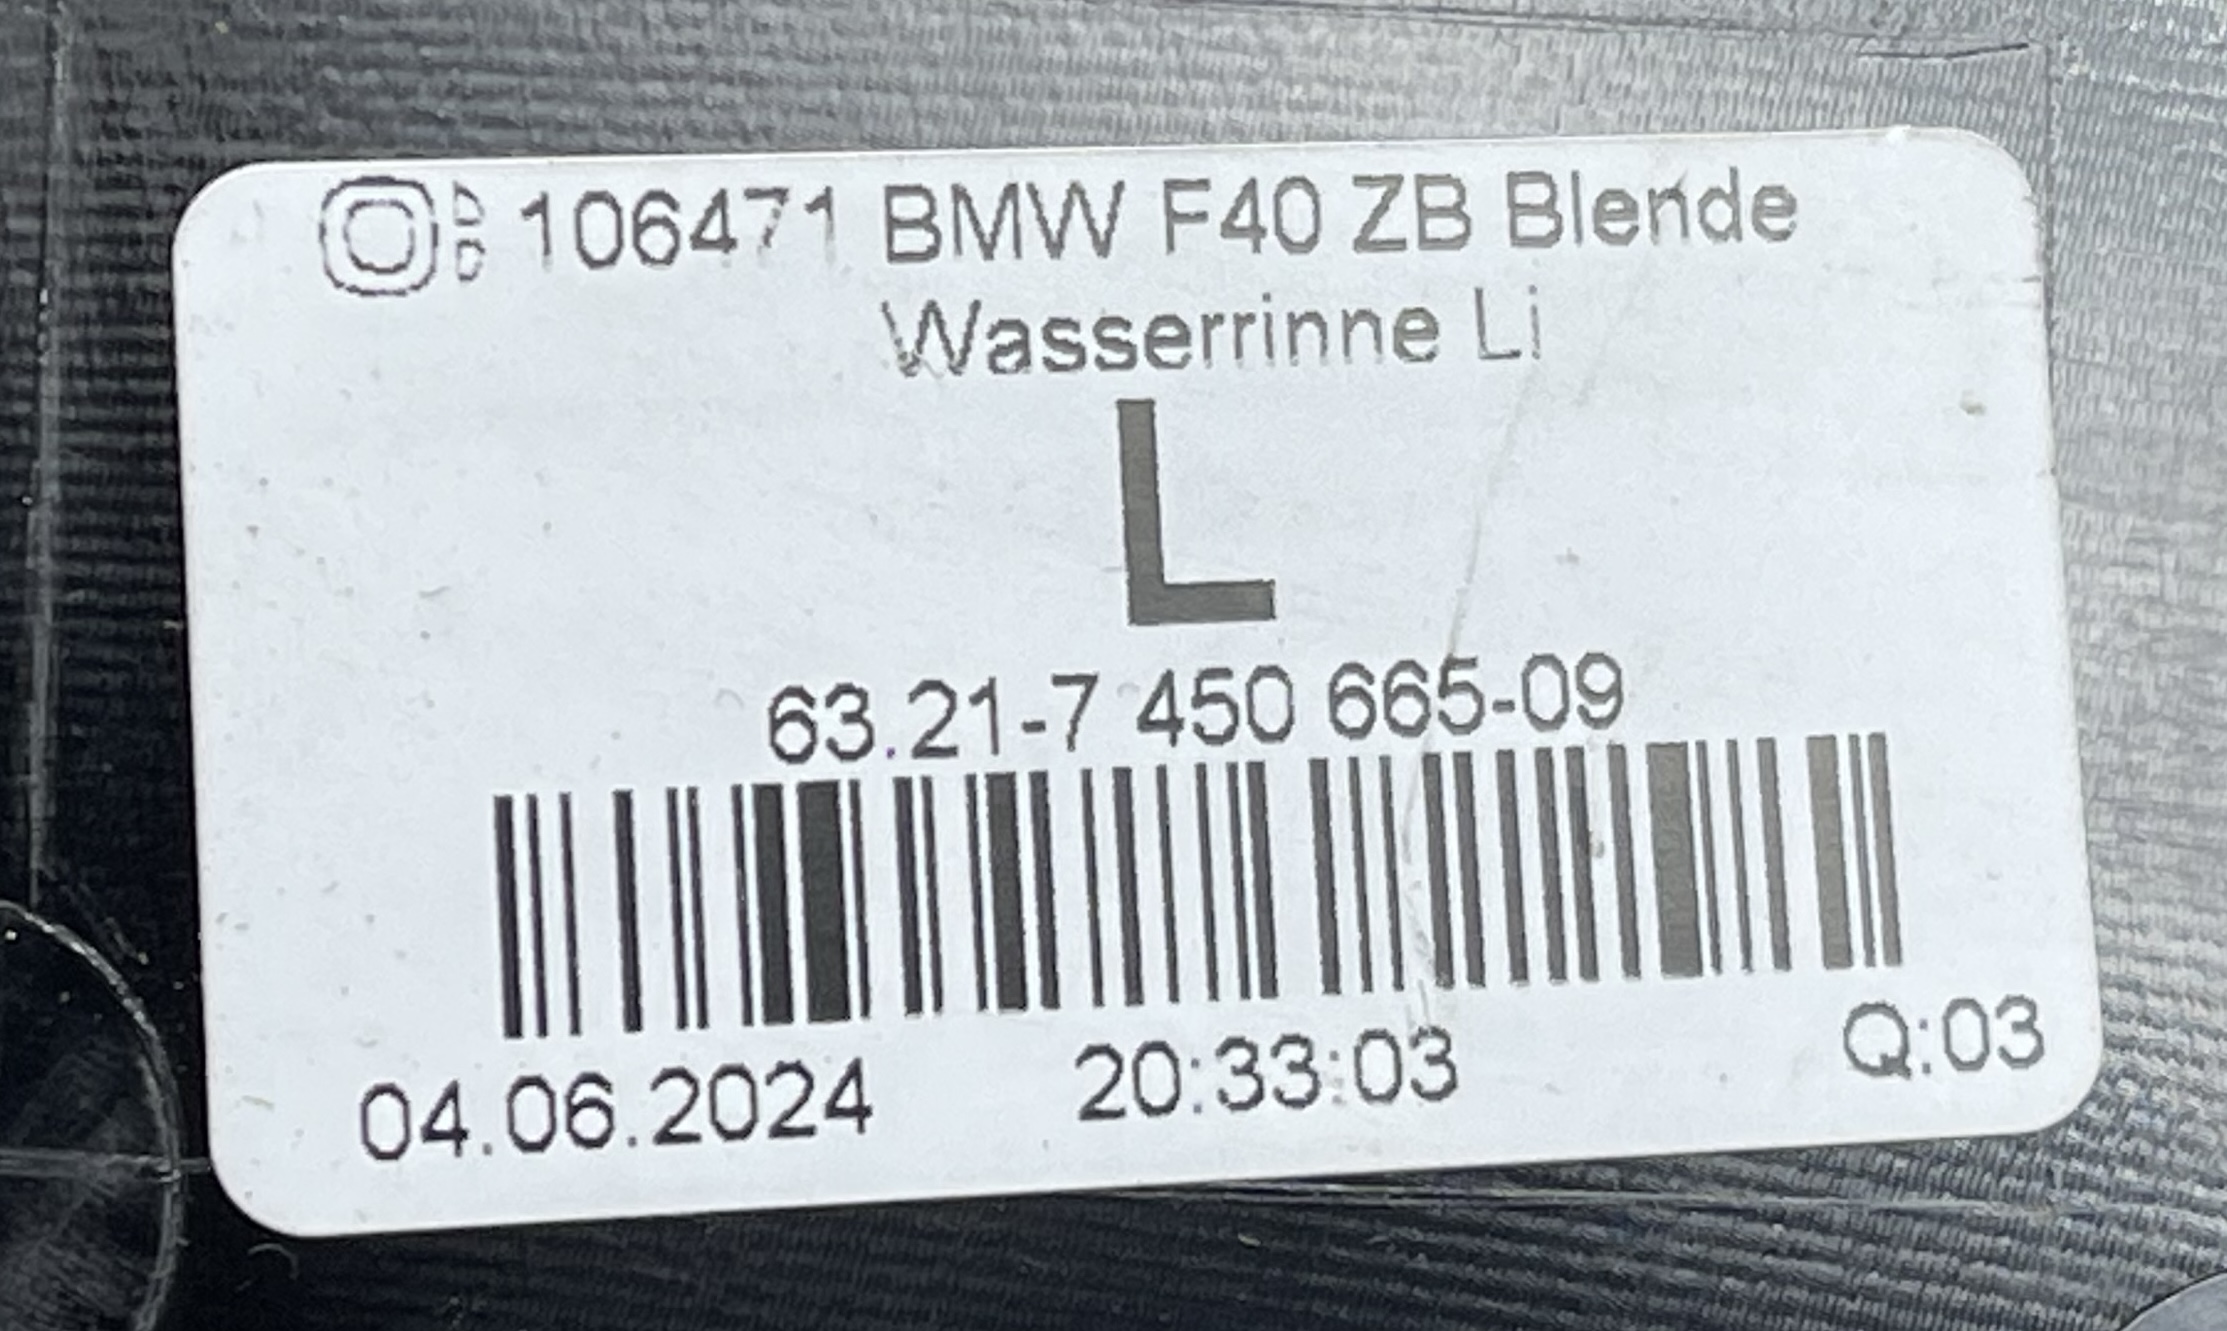 106471 BMW F40 ZB Blende
Wasserrinne Li
L
63.21-7 450 665-09
04.06.2024 20:33:03 Q:03